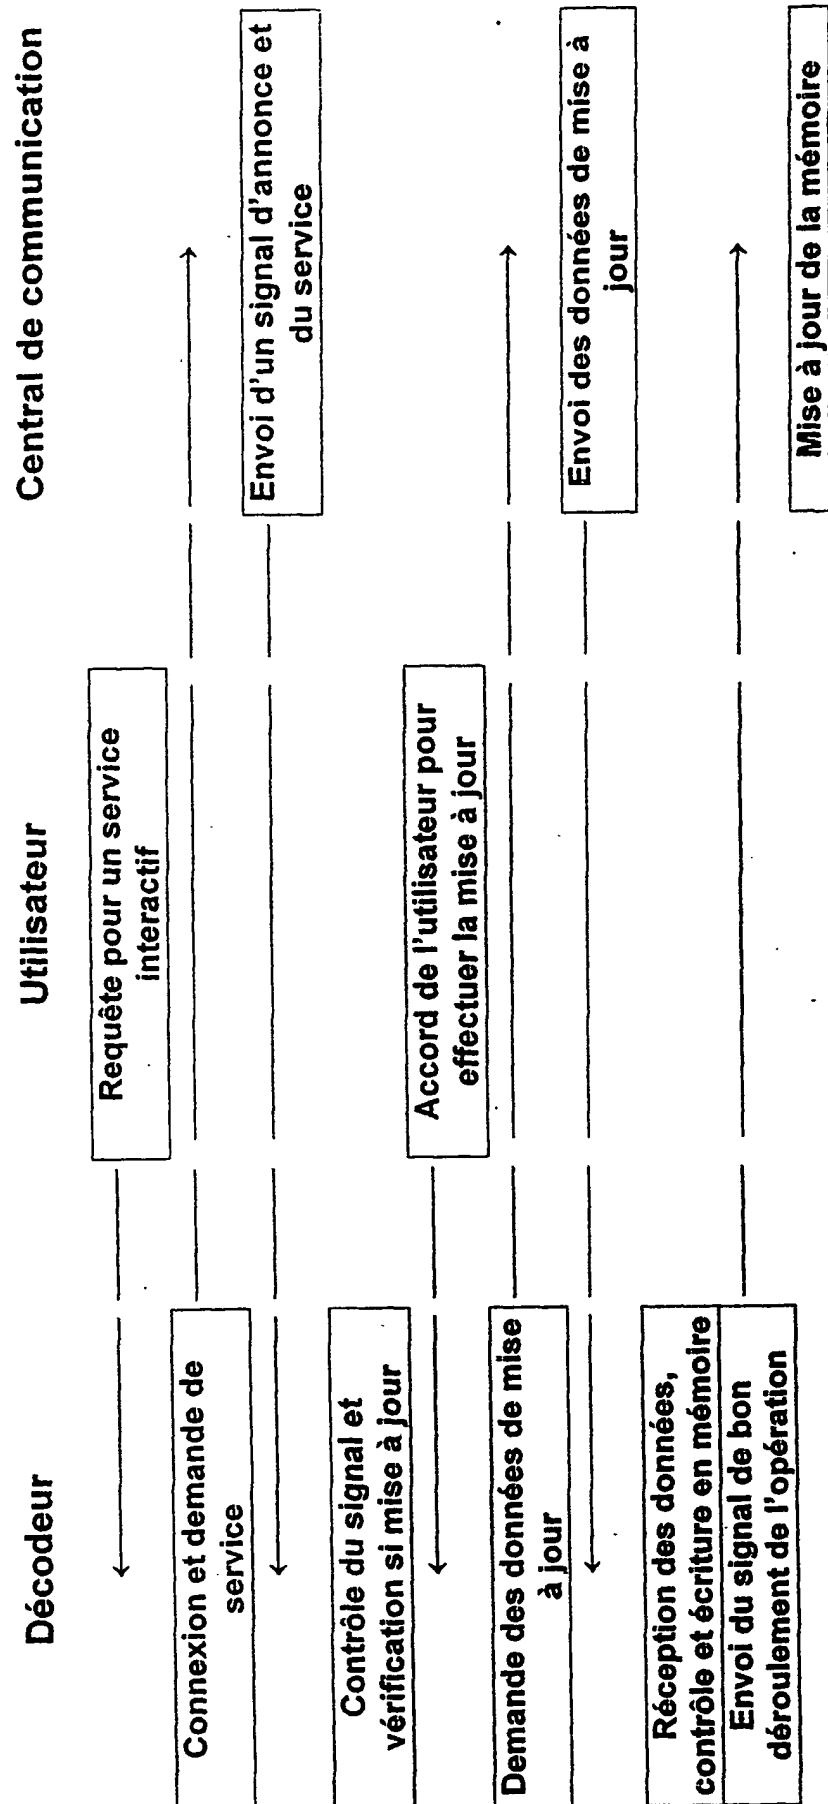 Décodeur
Utilisateur
Central de communication
Requête pour un service
interactif
Connexion et demande de
service
Envoi d'un signal d'annonce et
du service
Contrôle du signal et
vérification si mise à jour
Accord de l'utilisateur pour
effectuer la mise à jour
Demande des données de mise
à jour
Envoi des données de mise à
jour
Réception des données,
contrôle et écriture en mémoire
Envoi du signal de bon
déroulement de l'opération
Mise à jour de la mémoire